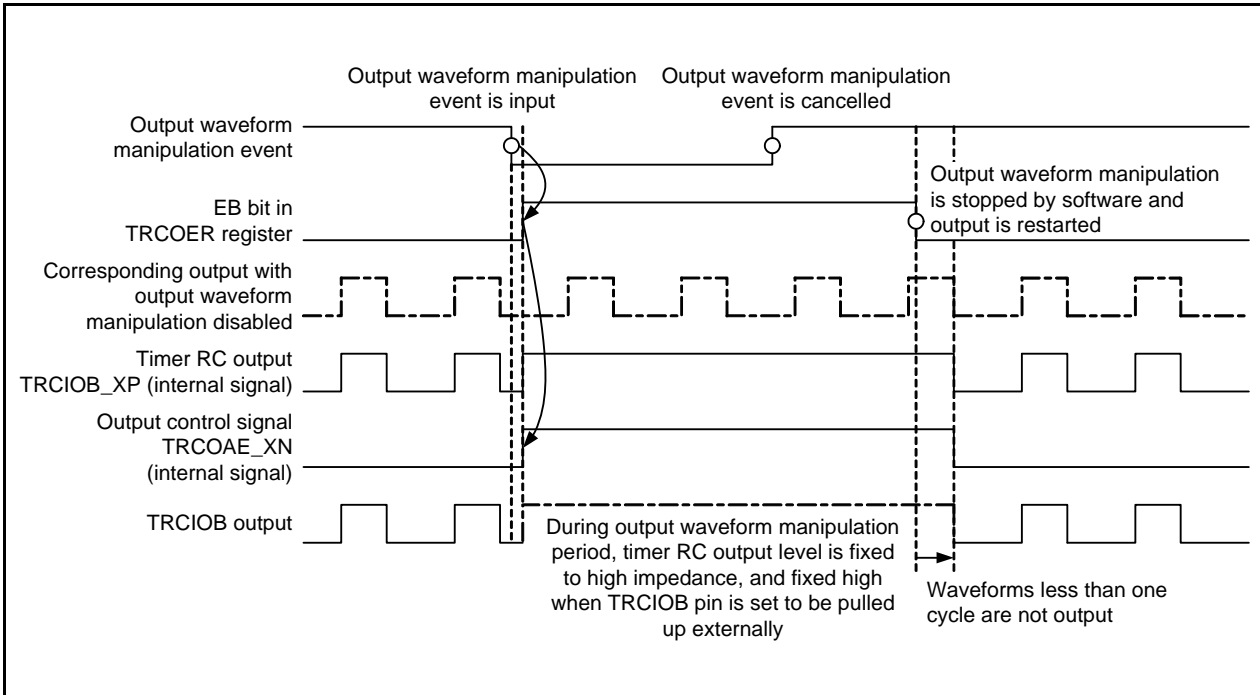 Output waveform manipulation
event is input
Output waveform manipulation
event is cancelled
Output waveform
manipulation event
Output waveform manipulation
is stopped by software and
output is restarted
EB bit in
TRCOER register
Corresponding output with
output waveform
manipulation disabled
Timer RC output
TRCIOB_XP (internal signal)
Output control signal
TRCOAE_XN
(internal signal)
TRCIOB output
During output waveform manipulation
period, timer RC output level is fixed
to high impedance, and fixed high
when TRCIOB pin is set to be pulled
up externally
Waveforms less than one
cycle are not output